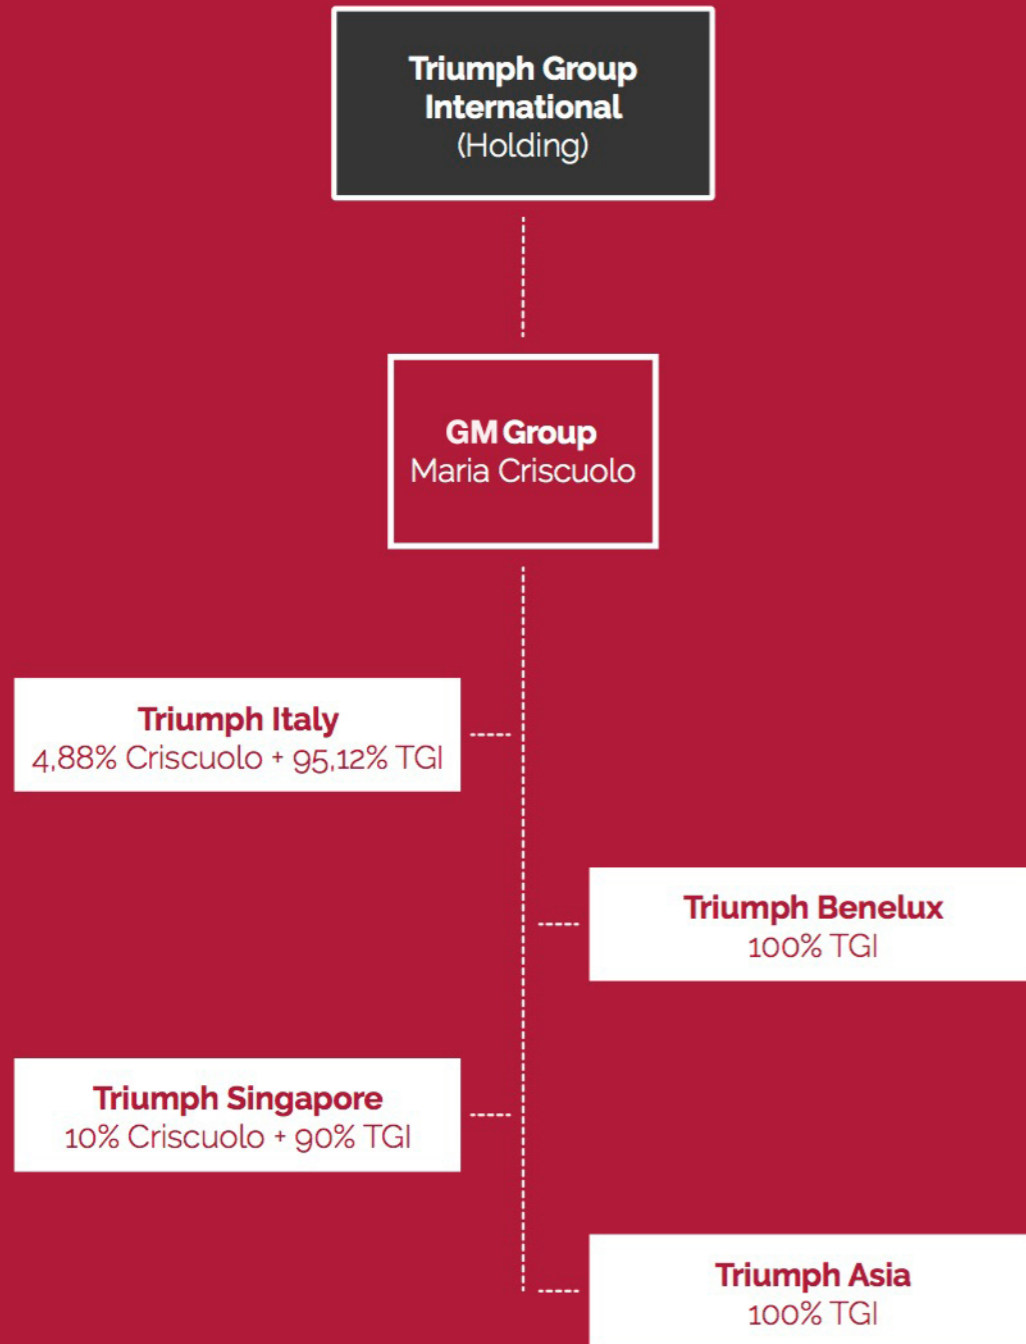 Triumph Group
International
(Holding)
GM Group
Maria Criscuolo
Triumph Italy
4,88% Criscuolo + 95,12% TGI
Triumph Benelux
100% TGI
Triumph Singapore
10% Criscuolo + 90% TGI
Triumph Asia
100% TGI